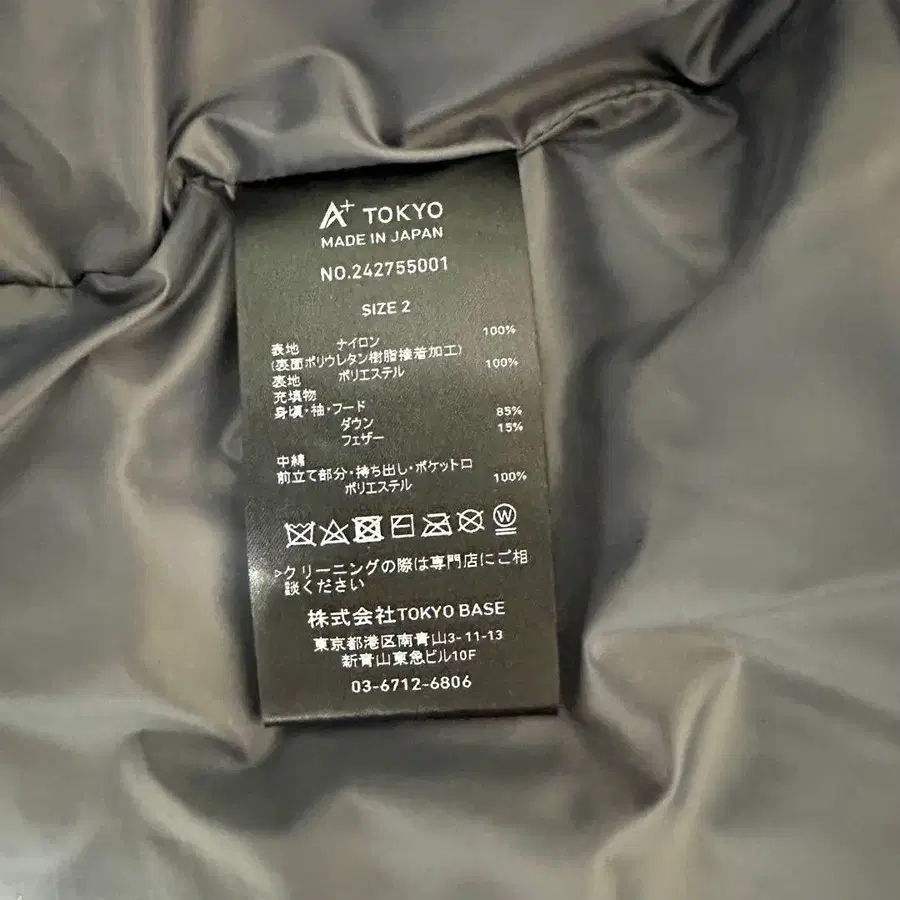 A+ TOKYO
MADE IN JAPAN
NO.242755001
SIZE 2
表地 ナイロン 100%
(裏面ポリウレタン樹脂接着加工)
裏地 ポリエステル 100%
充填物
身頃・袖・フード
ダウン 85%
フェザー 15%
中綿
前立て部分・持ち出し・ポケット口
ポリエステル 100%
W
▷クリーニングの際は専門店にご相
談ください
株式会社TOKYO BASE
東京都港区南青山3-11-13
新青山東急ビル10F
03-6712-6806